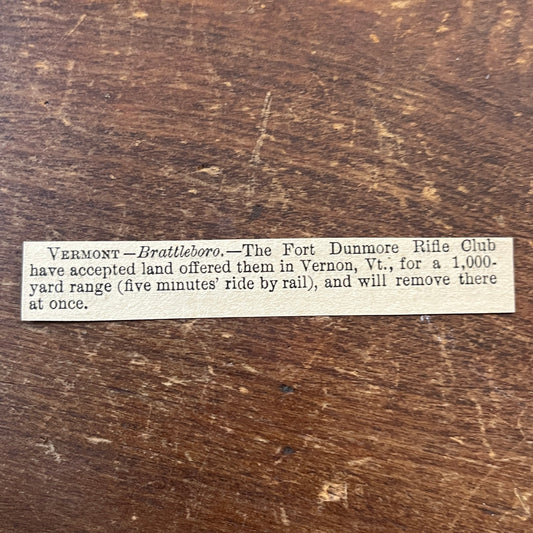 VERMONT—Brattleboro.—The Fort Dunmore Rifle Club
have accepted land offered them in Vernon, Vt., for a 1,000-
yard range (five minutes' ride by rail), and will remove there
at once.